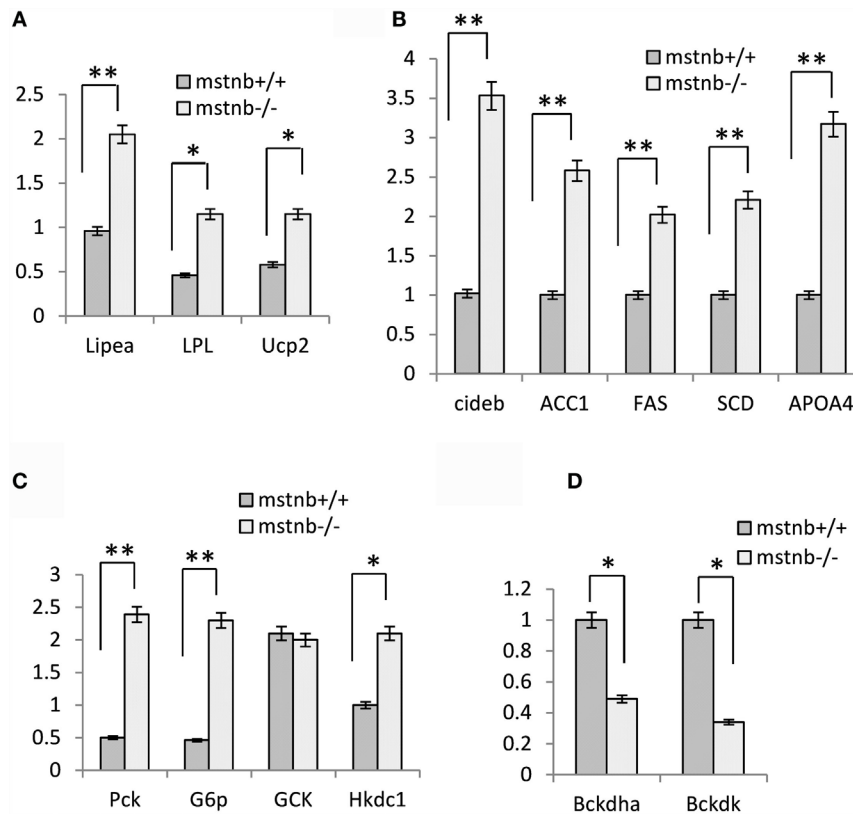 A
mstnb+/+
mstnb-/-
**
*
*
2.5
2
1.5
1
0.5
0
Lipea LPL Ucp2
B
mstnb+/+
mstnb-/-
**
**
**
**
**
4
3.5
3
2.5
2
1.5
1
0.5
0
cideb ACC1 FAS SCD APOA4
C
mstnb+/+
mstnb-/-
**
**
*
3
2.5
2
1.5
1
0.5
0
Pck G6p GCK Hkdc1
D
mstnb+/+
mstnb-/-
*
*
1.2
1
0.8
0.6
0.4
0.2
0
Bckdha Bckdk